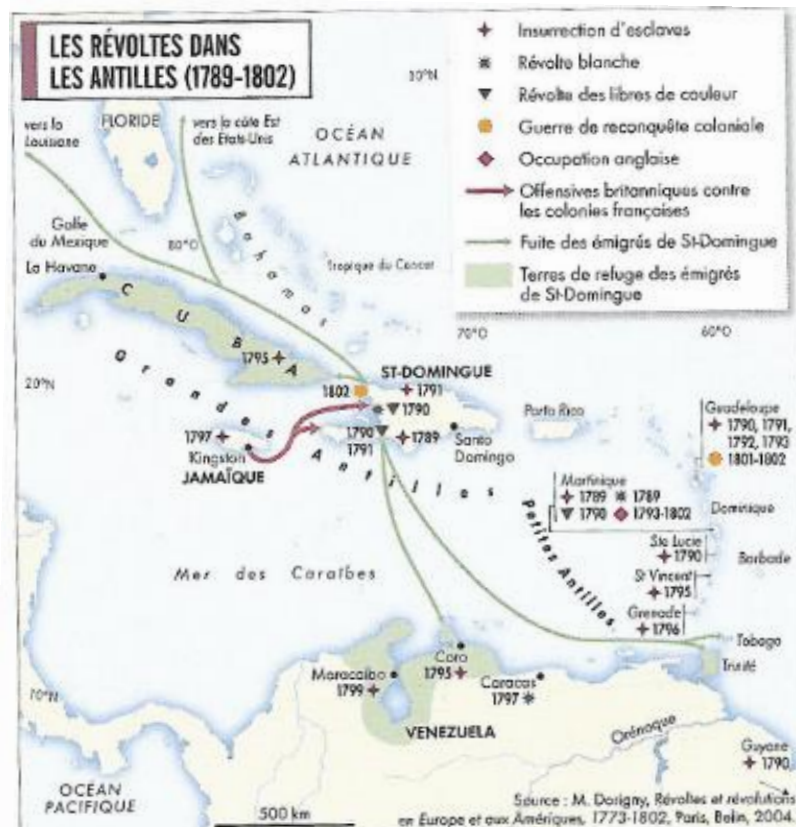 LES RÉVOLTES DANS
LES ANTILLES (1789-1802)
Insurrection d'esclaves
Révolte blanche
Révolte des libres de couleur
Guerre de reconquête coloniale
Occupation anglaise
Offensives britanniques contre
les colonies françaises
Fuite des émigrés de St-Domingue
Terres de refuge des émigrés
de St-Domingue
30°N
vers la
Louisiane
FLORIDE
vers la côte Est
des États-Unis
OCÉAN
ATLANTIQUE
Golfe
du Mexique
80°O
Bahamas
La Havane
Tropique du Cancer
CUBA
1795
70°O
60°O
20°N
Grandes Antilles
ST-DOMINGUE
1802
1791
1790
1790
1791
1789
Santo
Domingo
Porto Rico
1797
Kingston
JAMAÏQUE
Guadeloupe
1790, 1791,
1792, 1793
1801-1802
Martinique
1789 1789
1790 1793-1802
Dominique
Petites Antilles
Ste Lucie
1790
Barbade
St Vincent
1795
Grenade
1796
Mer des Caraïbes
Tobago
Trinité
Coro
1795
Maracaibo
1799
Caracas
1797
10°N
VENEZUELA
Orénoque
Guyane
1790
OCÉAN
PACIFIQUE
500 km
Source : M. Dorigny, Révoltes et révolutions
en Europe et aux Amériques, 1773-1802, Paris, Belin, 2004.